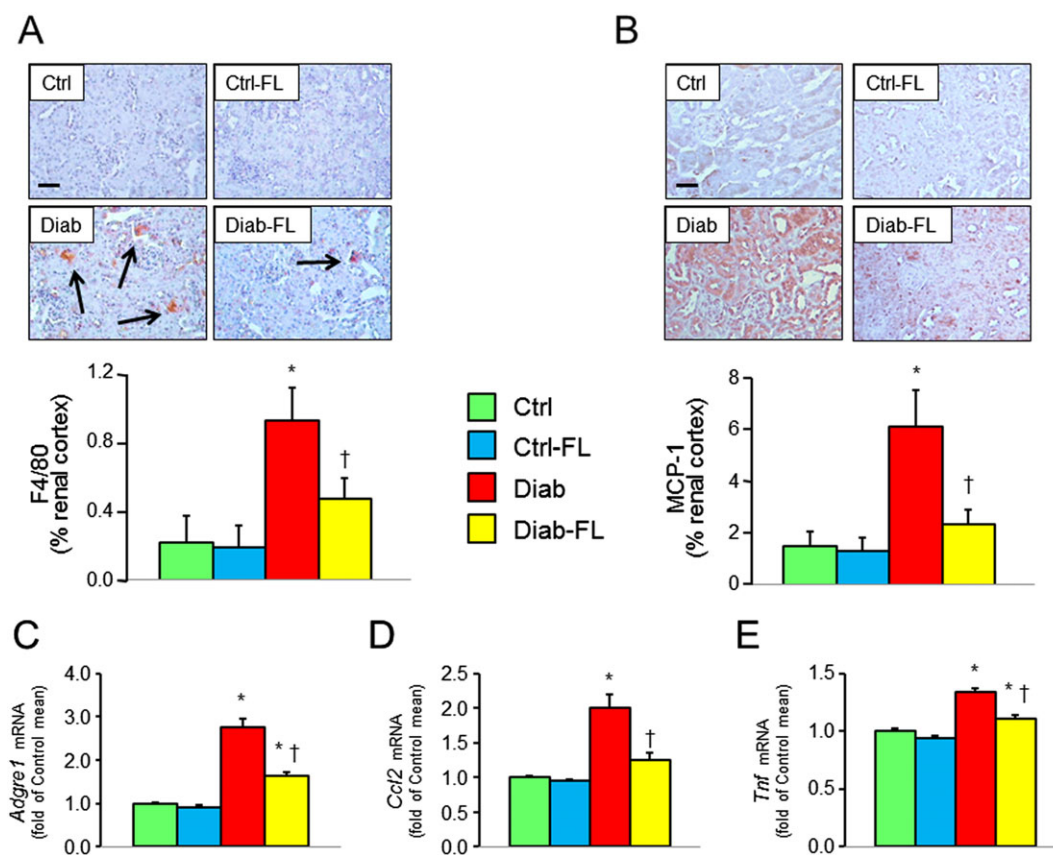 A
Ctrl
Ctrl-FL
Diab
Diab-FL
F4/80
(% renal cortex)
1.2
0.8
0.4
0.0
*
†
Ctrl
Ctrl-FL
Diab
Diab-FL
B
Ctrl
Ctrl-FL
Diab
Diab-FL
MCP-1
(% renal cortex)
8
6
4
2
0
*
†
C
Adgre1 mRNA
(fold of Control mean)
4.0
3.0
2.0
1.0
0.0
*
* †
D
Ccl2 mRNA
(fold of Control mean)
2.5
2.0
1.5
1.0
0.5
0.0
*
†
E
Tnf mRNA
(fold of Control mean)
1.5
1.0
0.5
0.0
*
* †